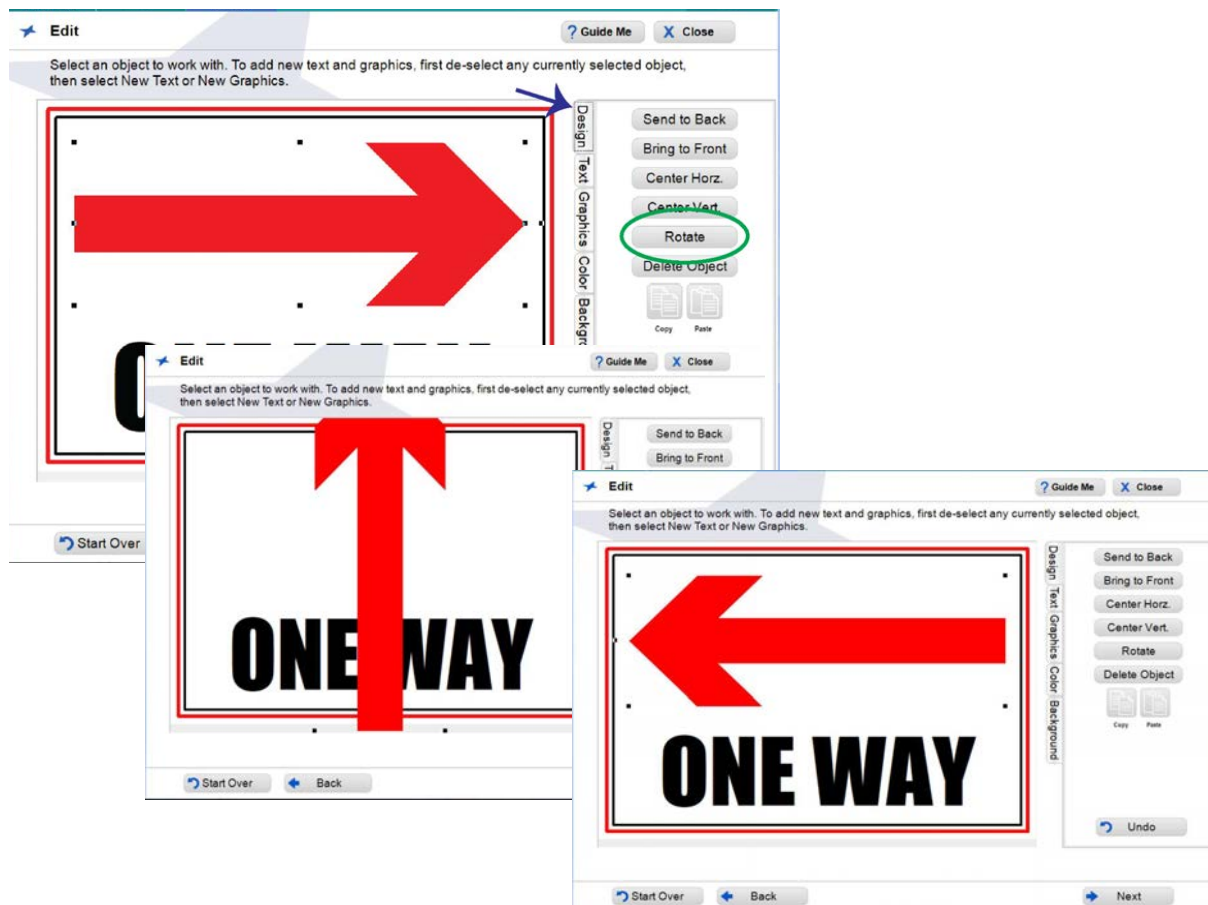 Edit
? Guide Me
X Close
Select an object to work with. To add new text and graphics, first de-select any currently selected object,
then select New Text or New Graphics.
Design
Text
Graphics
Color
Send to Back
Bring to Front
Center Horz.
Center Vert.
Rotate
Delete Object
Copy
Paste
Start Over
Edit
? Guide Me
X Close
Select an object to work with. To add new text and graphics, first de-select any currently selected object,
then select New Text or New Graphics.
Design
Send to Back
Bring to Front
ONE WAY
Start Over
Back
Edit
? Guide Me
X Close
Select an object to work with. To add new text and graphics, first de-select any currently selected object,
then select New Text or New Graphics.
Design
Text
Graphics
Color
Background
Send to Back
Bring to Front
Center Horz.
Center Vert.
Rotate
Delete Object
Copy
Paste
ONE WAY
Undo
Start Over
Back
Next